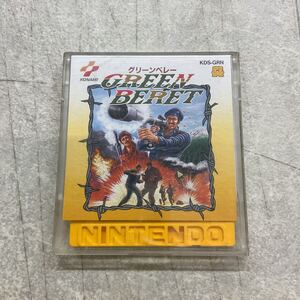 KONAMI
KDS-GRN
グリーンベレー
GREEN
BERET
NINTENDO